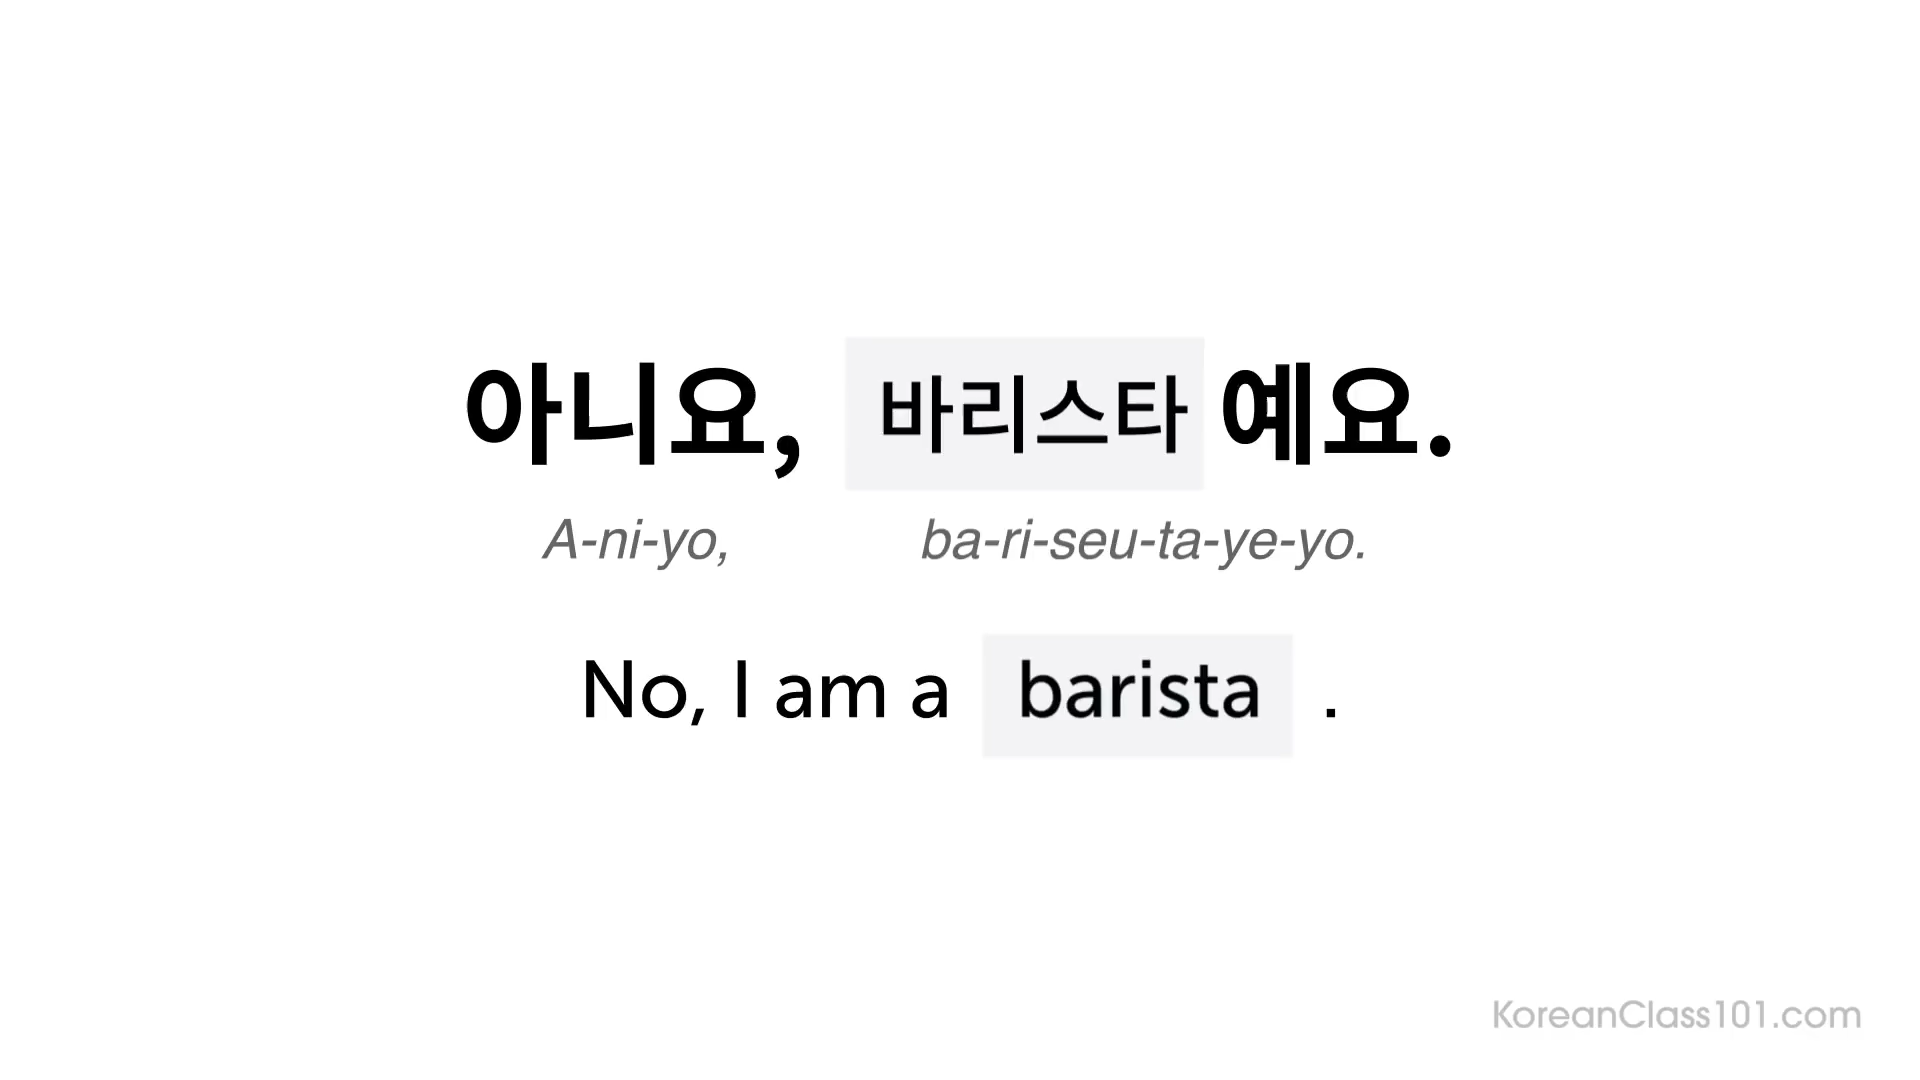 아니요, 바리스타 예요.
A-ni-yo, ba-ri-seu-ta-ye-yo.
No, I am a barista .
KoreanClass101.com